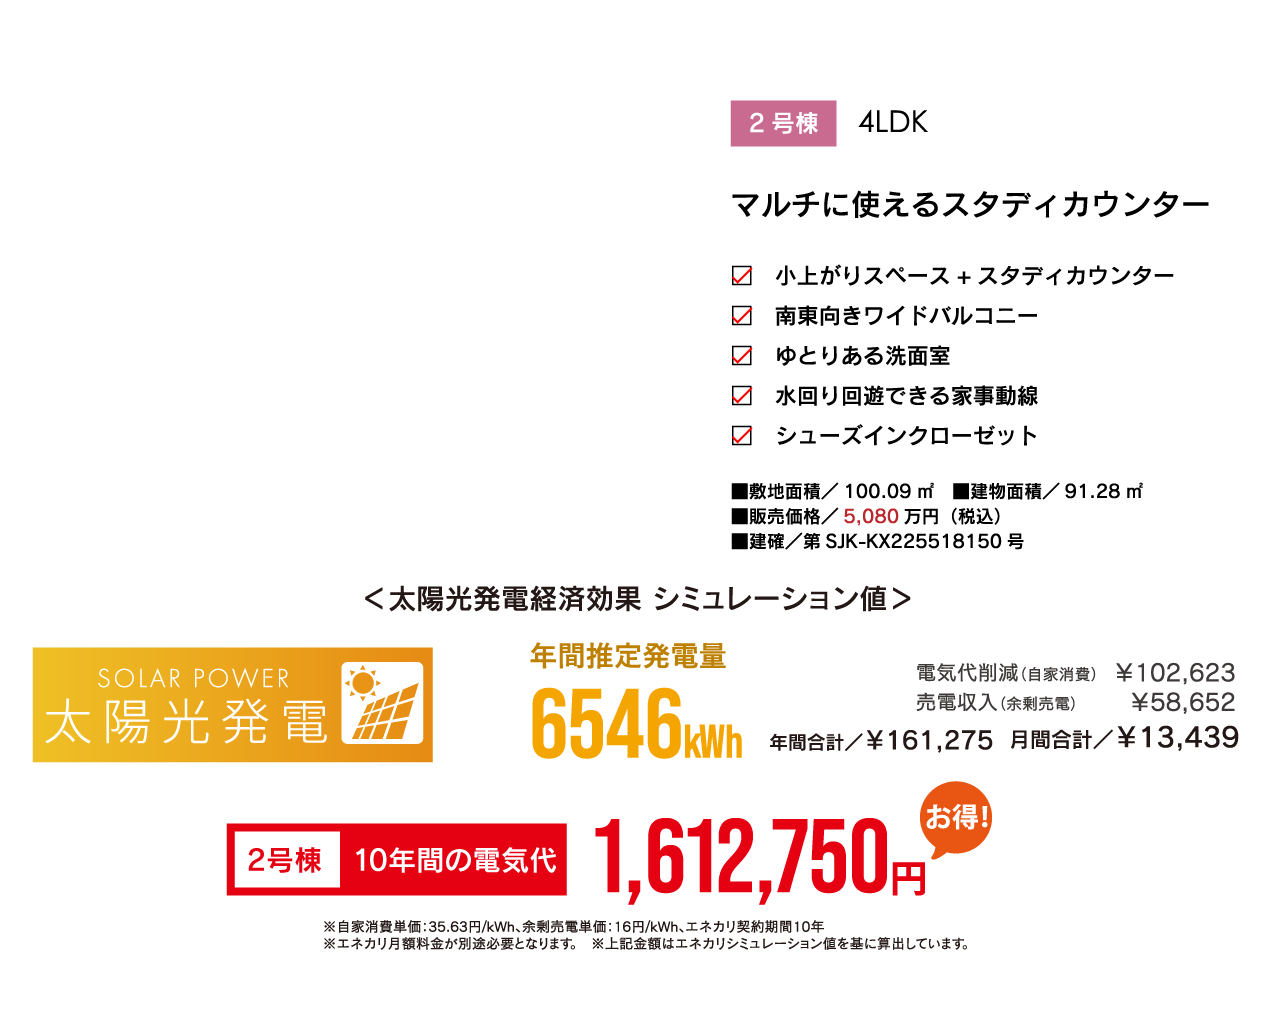 2号棟 4LDK
マルチに使えるスタディカウンター
小上がりスペース + スタディカウンター
南東向きワイドバルコニー
ゆとりある洗面室
水回り回遊できる家事動線
シューズインクローゼット
■敷地面積／100.09㎡ ■建物面積／91.28㎡
■販売価格／5,080万円（税込）
■建確／第SJK-KX225518150号
＜太陽光発電経済効果 シミュレーション値＞
SOLAR POWER
太陽光発電
年間推定発電量
6546kWh
電気代削減（自家消費） ￥102,623
売電収入（余剰売電） ￥58,652
年間合計／￥161,275 月間合計／￥13,439
2号棟 10年間の電気代 1,612,750円
お得!
※自家消費単価：35.63円/kWh、余剰売電単価：16円/kWh、エネカリ契約期間10年
※エネカリ月額料金が別途必要となります。 ※上記金額はエネカリシミュレーション値を基に算出しています。